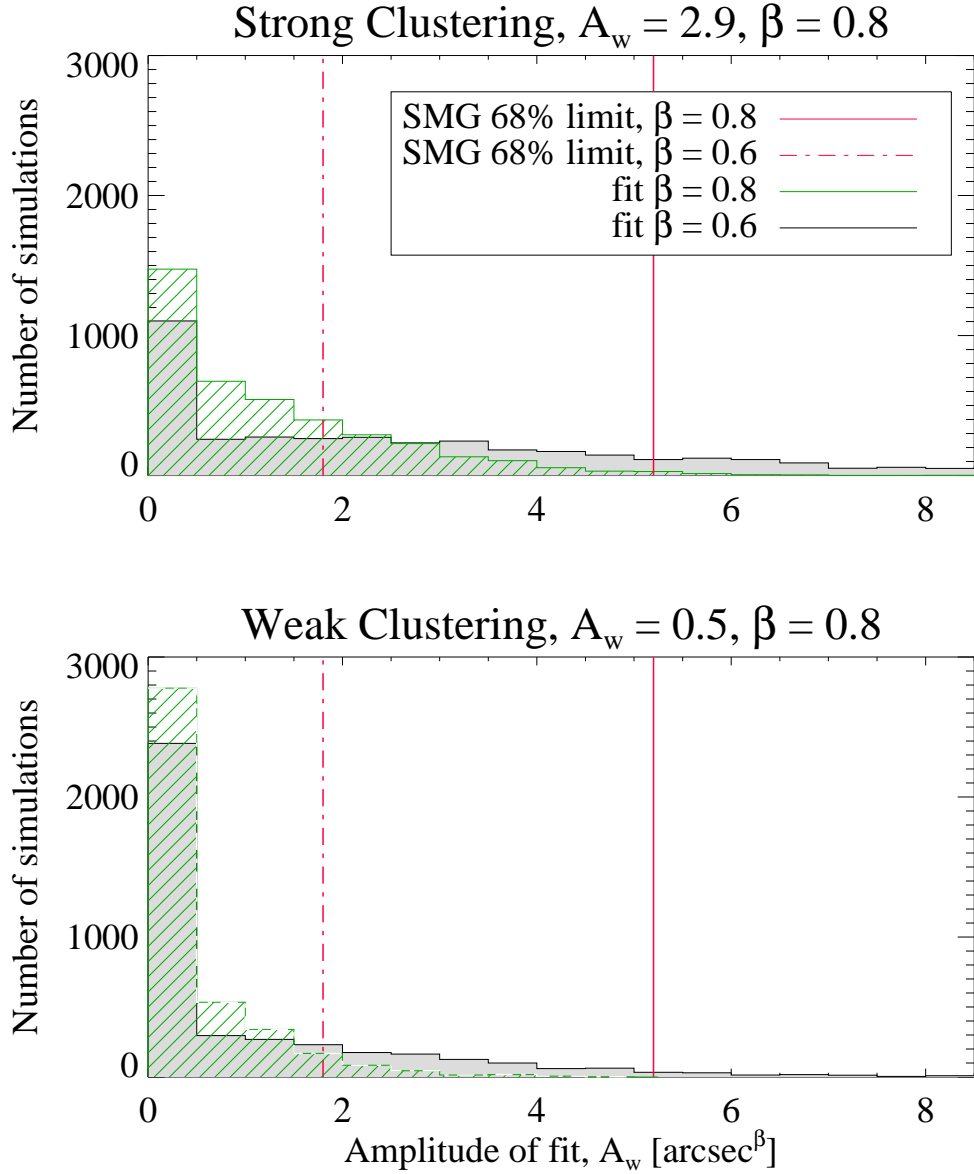 Strong Clustering, A_w = 2.9, β = 0.8
3000
2000
1000
0
Number of simulations
SMG 68% limit, β = 0.8
SMG 68% limit, β = 0.6
fit β = 0.8
fit β = 0.6
0 2 4 6 8
Weak Clustering, A_w = 0.5, β = 0.8
3000
2000
1000
0
Number of simulations
0 2 4 6 8
Amplitude of fit, A_w [arcsec^β]